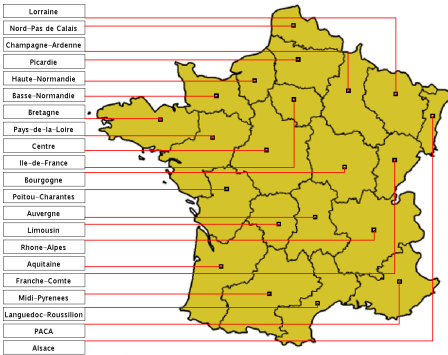 Lorraine
Nord-Pas de Calais
Champagne-Ardenne
Picardie
Haute-Normandie
Basse-Normandie
Bretagne
Pays-de-la-Loire
Centre
Ile-de-France
Bourgogne
Poitou-Charantes
Auvergne
Limousin
Rhone-Alpes
Aquitaine
Franche-Comte
Midi-Pyrenees
Languedoc-Roussilion
PACA
Alsace